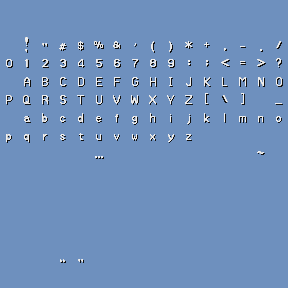 ! " # $ % & ' ( ) * + , - . /
0 1 2 3 4 5 6 7 8 9 : ; < = > ?
A B C D E F G H I J K L M N O
P Q R S T U V W X Y Z [ \ ] _
a b c d e f g h i j k l m n o
p q r s t u v w x y z
… ~
“ ”